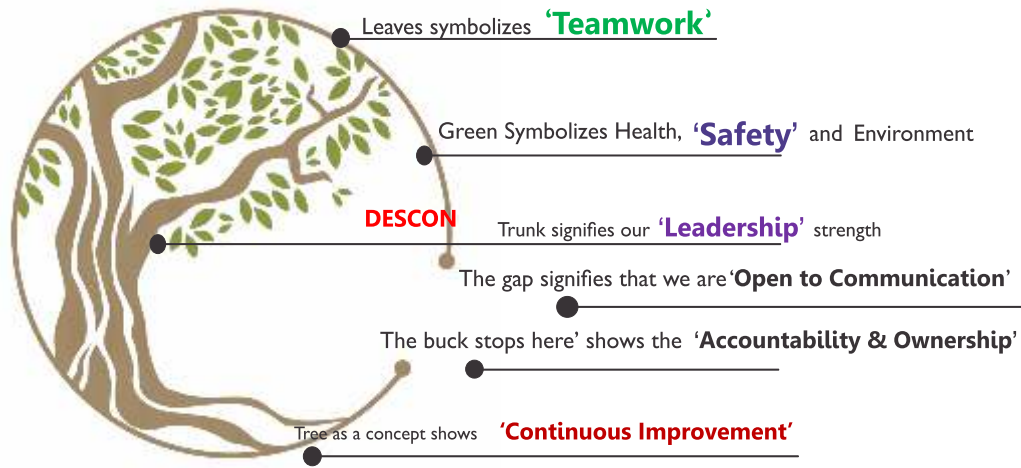 Leaves symbolizes ‘Teamwork’
Green Symbolizes Health, ‘Safety’ and Environment
DESCON
Trunk signifies our ‘Leadership’ strength
The gap signifies that we are ‘Open to Communication’
The buck stops here’ shows the ‘Accountability & Ownership’
Tree as a concept shows ‘Continuous Improvement’